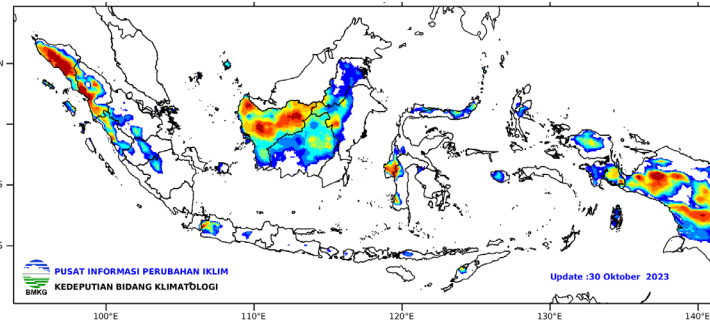 N
S
S
PUSAT INFORMASI PERUBAHAN IKLIM
KEDEPUTIAN BIDANG KLIMATOLOGI
BMKG
Update :30 Oktober 2023
100°E
110°E
120°E
130°E
140°E